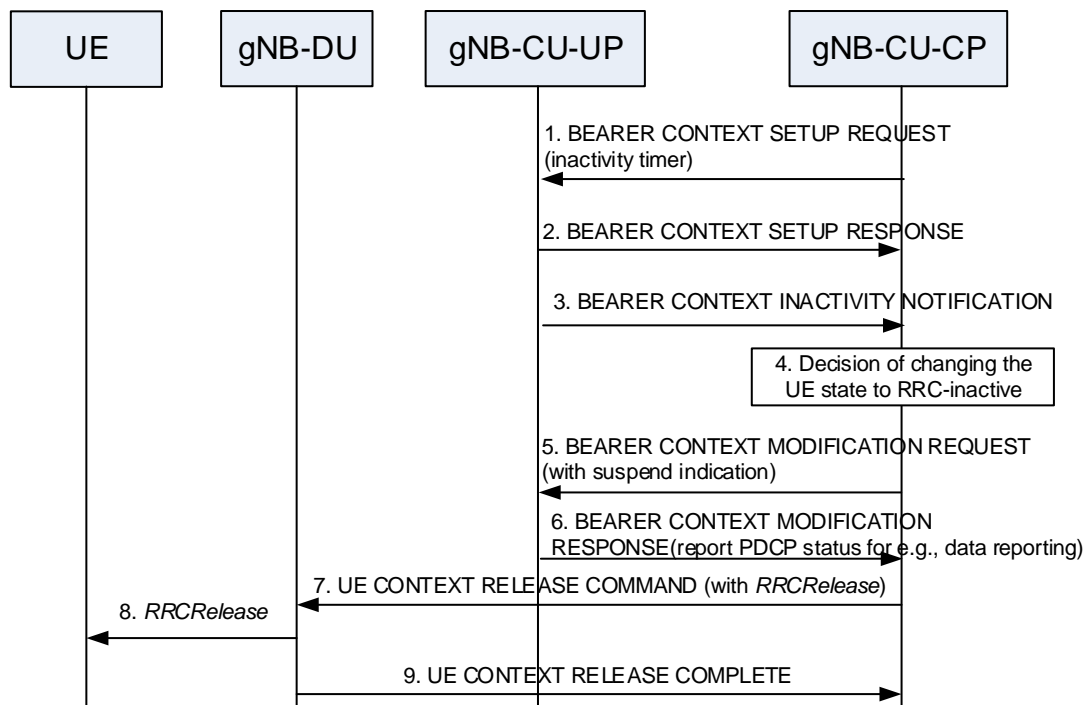 UE
gNB-DU
gNB-CU-UP
gNB-CU-CP
1. BEARER CONTEXT SETUP REQUEST
(inactivity timer)
2. BEARER CONTEXT SETUP RESPONSE
3. BEARER CONTEXT INACTIVITY NOTIFICATION
4. Decision of changing the
UE state to RRC-inactive
5. BEARER CONTEXT MODIFICATION REQUEST
(with suspend indication)
6. BEARER CONTEXT MODIFICATION
RESPONSE(report PDCP status for e.g., data reporting)
7. UE CONTEXT RELEASE COMMAND (with RRCRelease)
8. RRCRelease
9. UE CONTEXT RELEASE COMPLETE